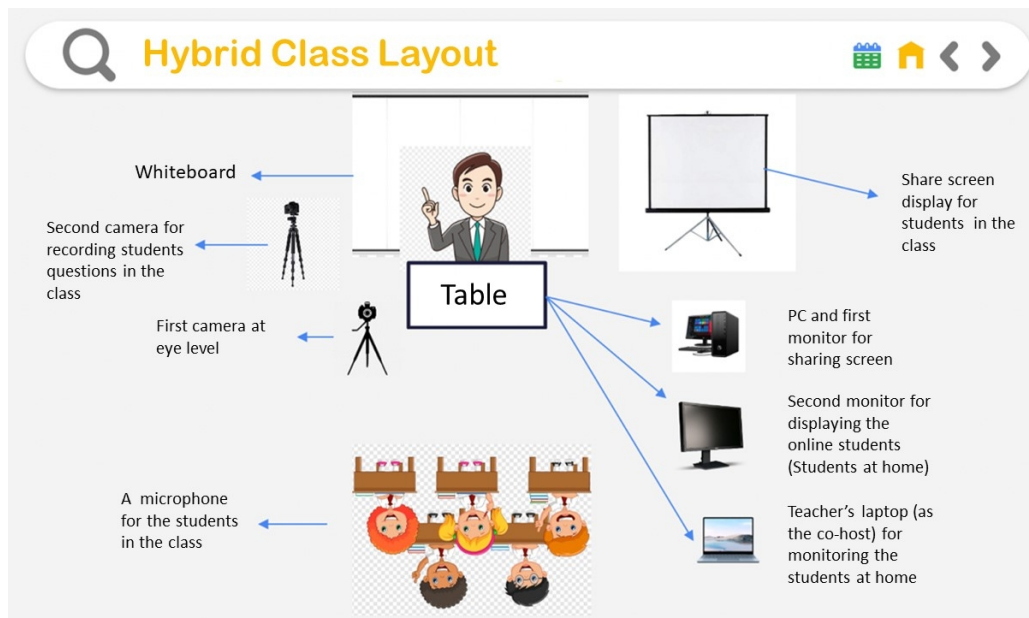 Hybrid Class Layout
Whiteboard
Second camera for
recording students
questions in the
class
First camera at
eye level
Table
Share screen
display for
students in the
class
PC and first
monitor for
sharing screen
Second monitor for
displaying the
online students
(Students at home)
A microphone
for the students
in the class
Teacher’s laptop (as
the co-host) for
monitoring the
students at home